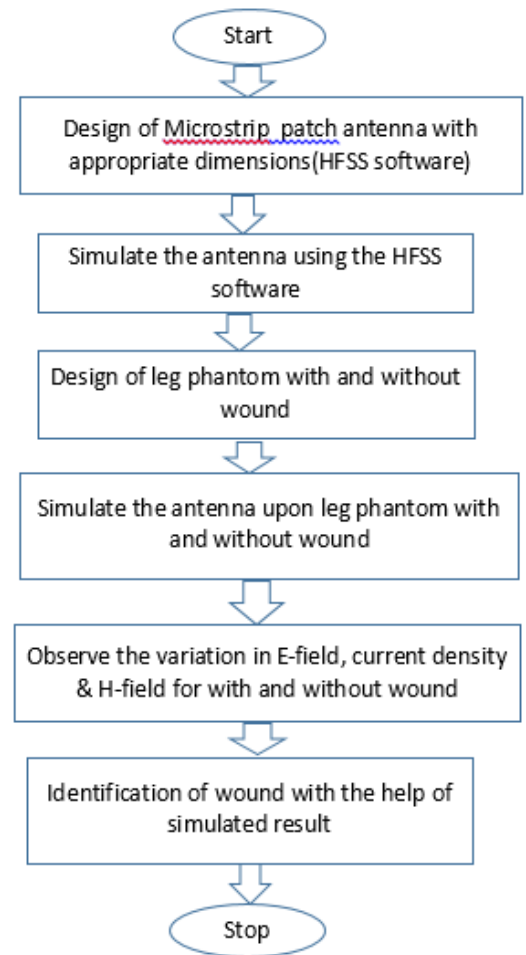 Start
Design of Microstrip patch antenna with
appropriate dimensions(HFSS software)
Simulate the antenna using the HFSS
software
Design of leg phantom with and without
wound
Simulate the antenna upon leg phantom with
and without wound
Observe the variation in E-field, current density
& H-field for with and without wound
Identification of wound with the help of
simulated result
Stop